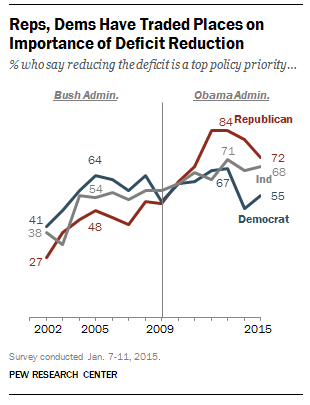 Reps, Dems Have Traded Places on
Importance of Deficit Reduction
% who say reducing the deficit is a top policy priority…
Bush Admin. Obama Admin.
84 Republican
71
72
64
Ind 68
54
67
55
41
38
48
Democrat
27
2002 2005 2009 2015
Survey conducted Jan. 7-11, 2015.
PEW RESEARCH CENTER